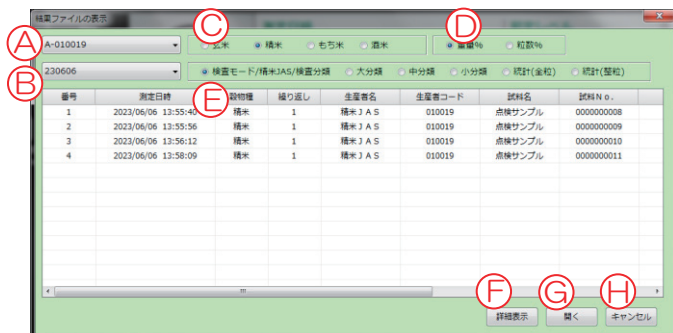 結果ファイルの表示
A
C
D
A-010019
玄米 精米 もち米 酒米
重量% 粒数%
B
230606
検査モード/精米JAS/検査分類 大分類 中分類 小分類 統計(全粒) 統計(整粒)
E
番号 測定日時 穀物種 繰り返し 生産者名 生産者コード 試料名 試料No.
1 2023/06/06 13:55:40 精米 1 精米JAS 010019 点検サンプル 0000000008
2 2023/06/06 13:55:56 精米 1 精米JAS 010019 点検サンプル 0000000009
3 2023/06/06 13:56:12 精米 1 精米JAS 010019 点検サンプル 0000000010
4 2023/06/06 13:58:09 精米 1 精米JAS 010019 点検サンプル 0000000011
F
G
H
詳細表示 開く キャンセル